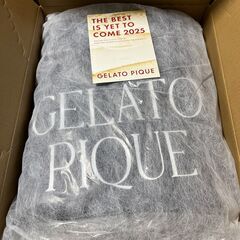 THE BEST
IS YET TO
COME 2025
GELATO PIQUE
GELATO
PIQUE